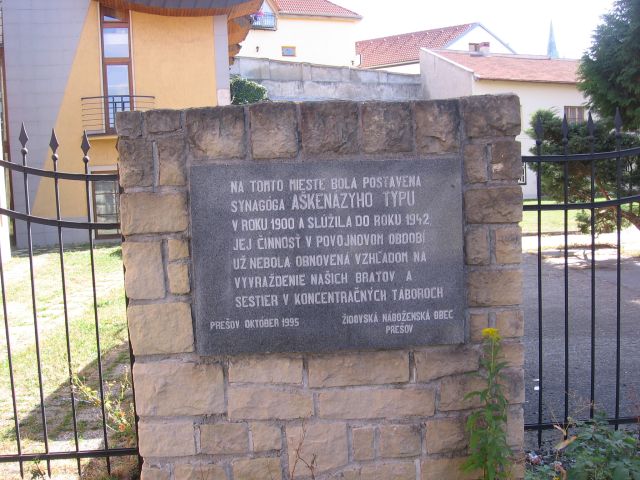 NA TOMTO MIESTE BOLA POSTAVENA
SYNAGÓGA AŠKENÁZYHO TYPU
V ROKU 1900 A SLÚŽILA DO ROKU 1942,
JEJ ČINNOSŤ V POVOJNOVOM OBDOBÍ
UŽ NEBOLA OBNOVENÁ VZHĽADOM NA
VYVRAŽDENIE NAŠICH BRATOV A
SESTIER V KONCENTRAČNÝCH TÁBOROCH
PREŠOV OKTÓBER 1995
ŽIDOVSKÁ NÁBOŽENSKÁ OBEC
PREŠOV